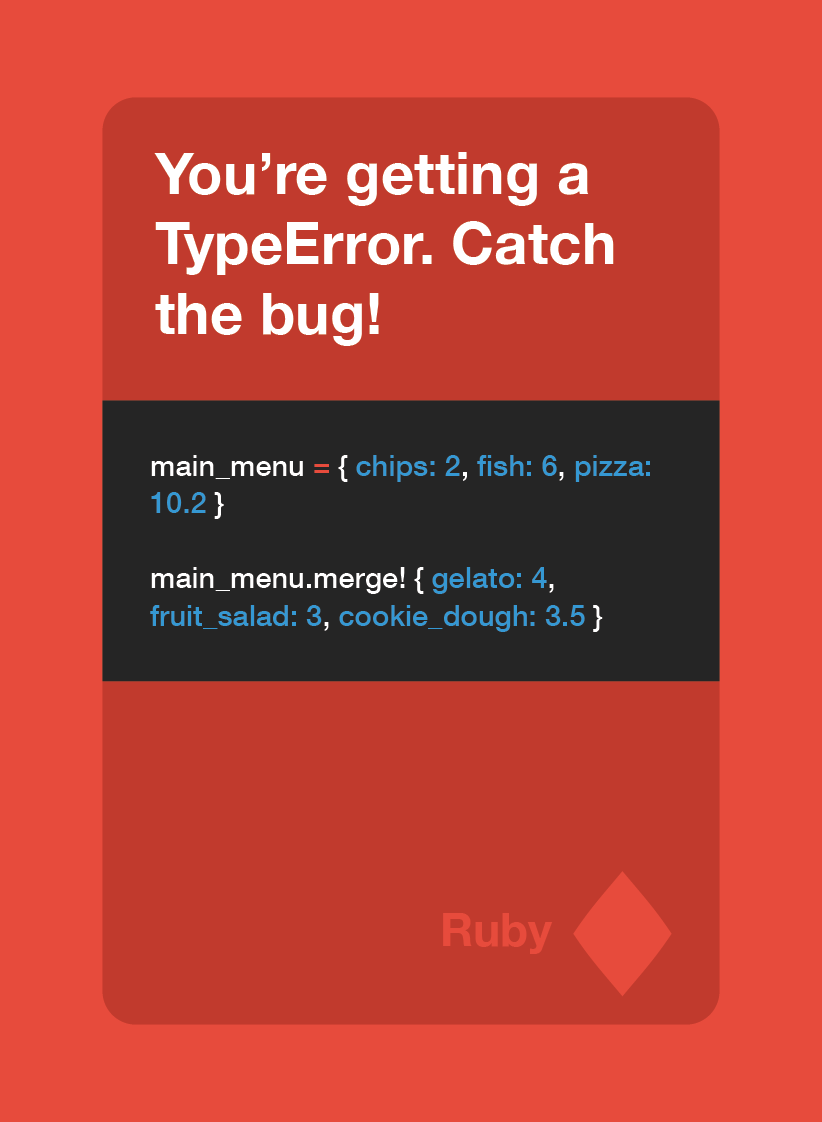 You’re getting a
TypeError. Catch
the bug!
main_menu = { chips: 2, fish: 6, pizza:
10.2 }
main_menu.merge! { gelato: 4,
fruit_salad: 3, cookie_dough: 3.5 }
Ruby